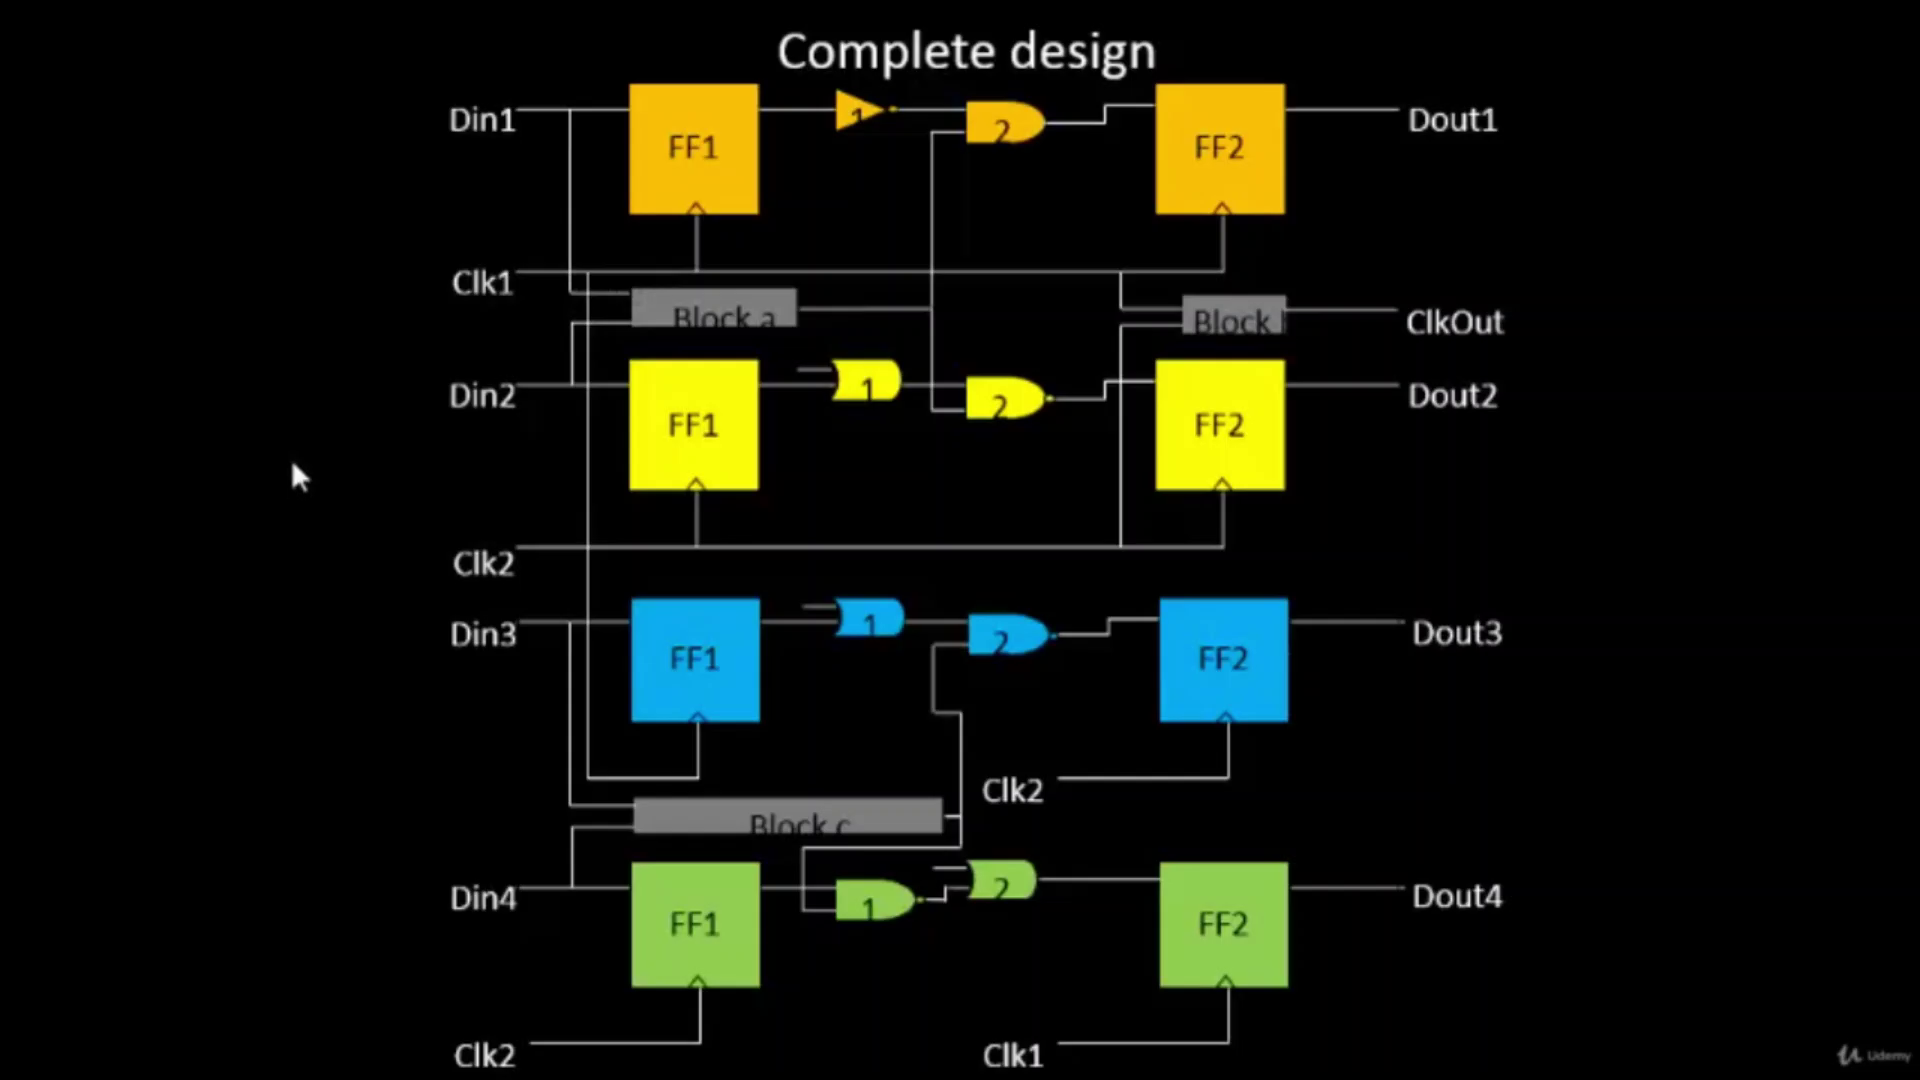 Complete design
Din1
FF1
1
2
FF2
Dout1
Clk1
Block a
Block
ClkOut
Din2
FF1
1
2
FF2
Dout2
Clk2
Din3
FF1
1
2
FF2
Dout3
Clk2
Block c
Din4
FF1
1
2
FF2
Dout4
Clk2
Clk1
Udemy